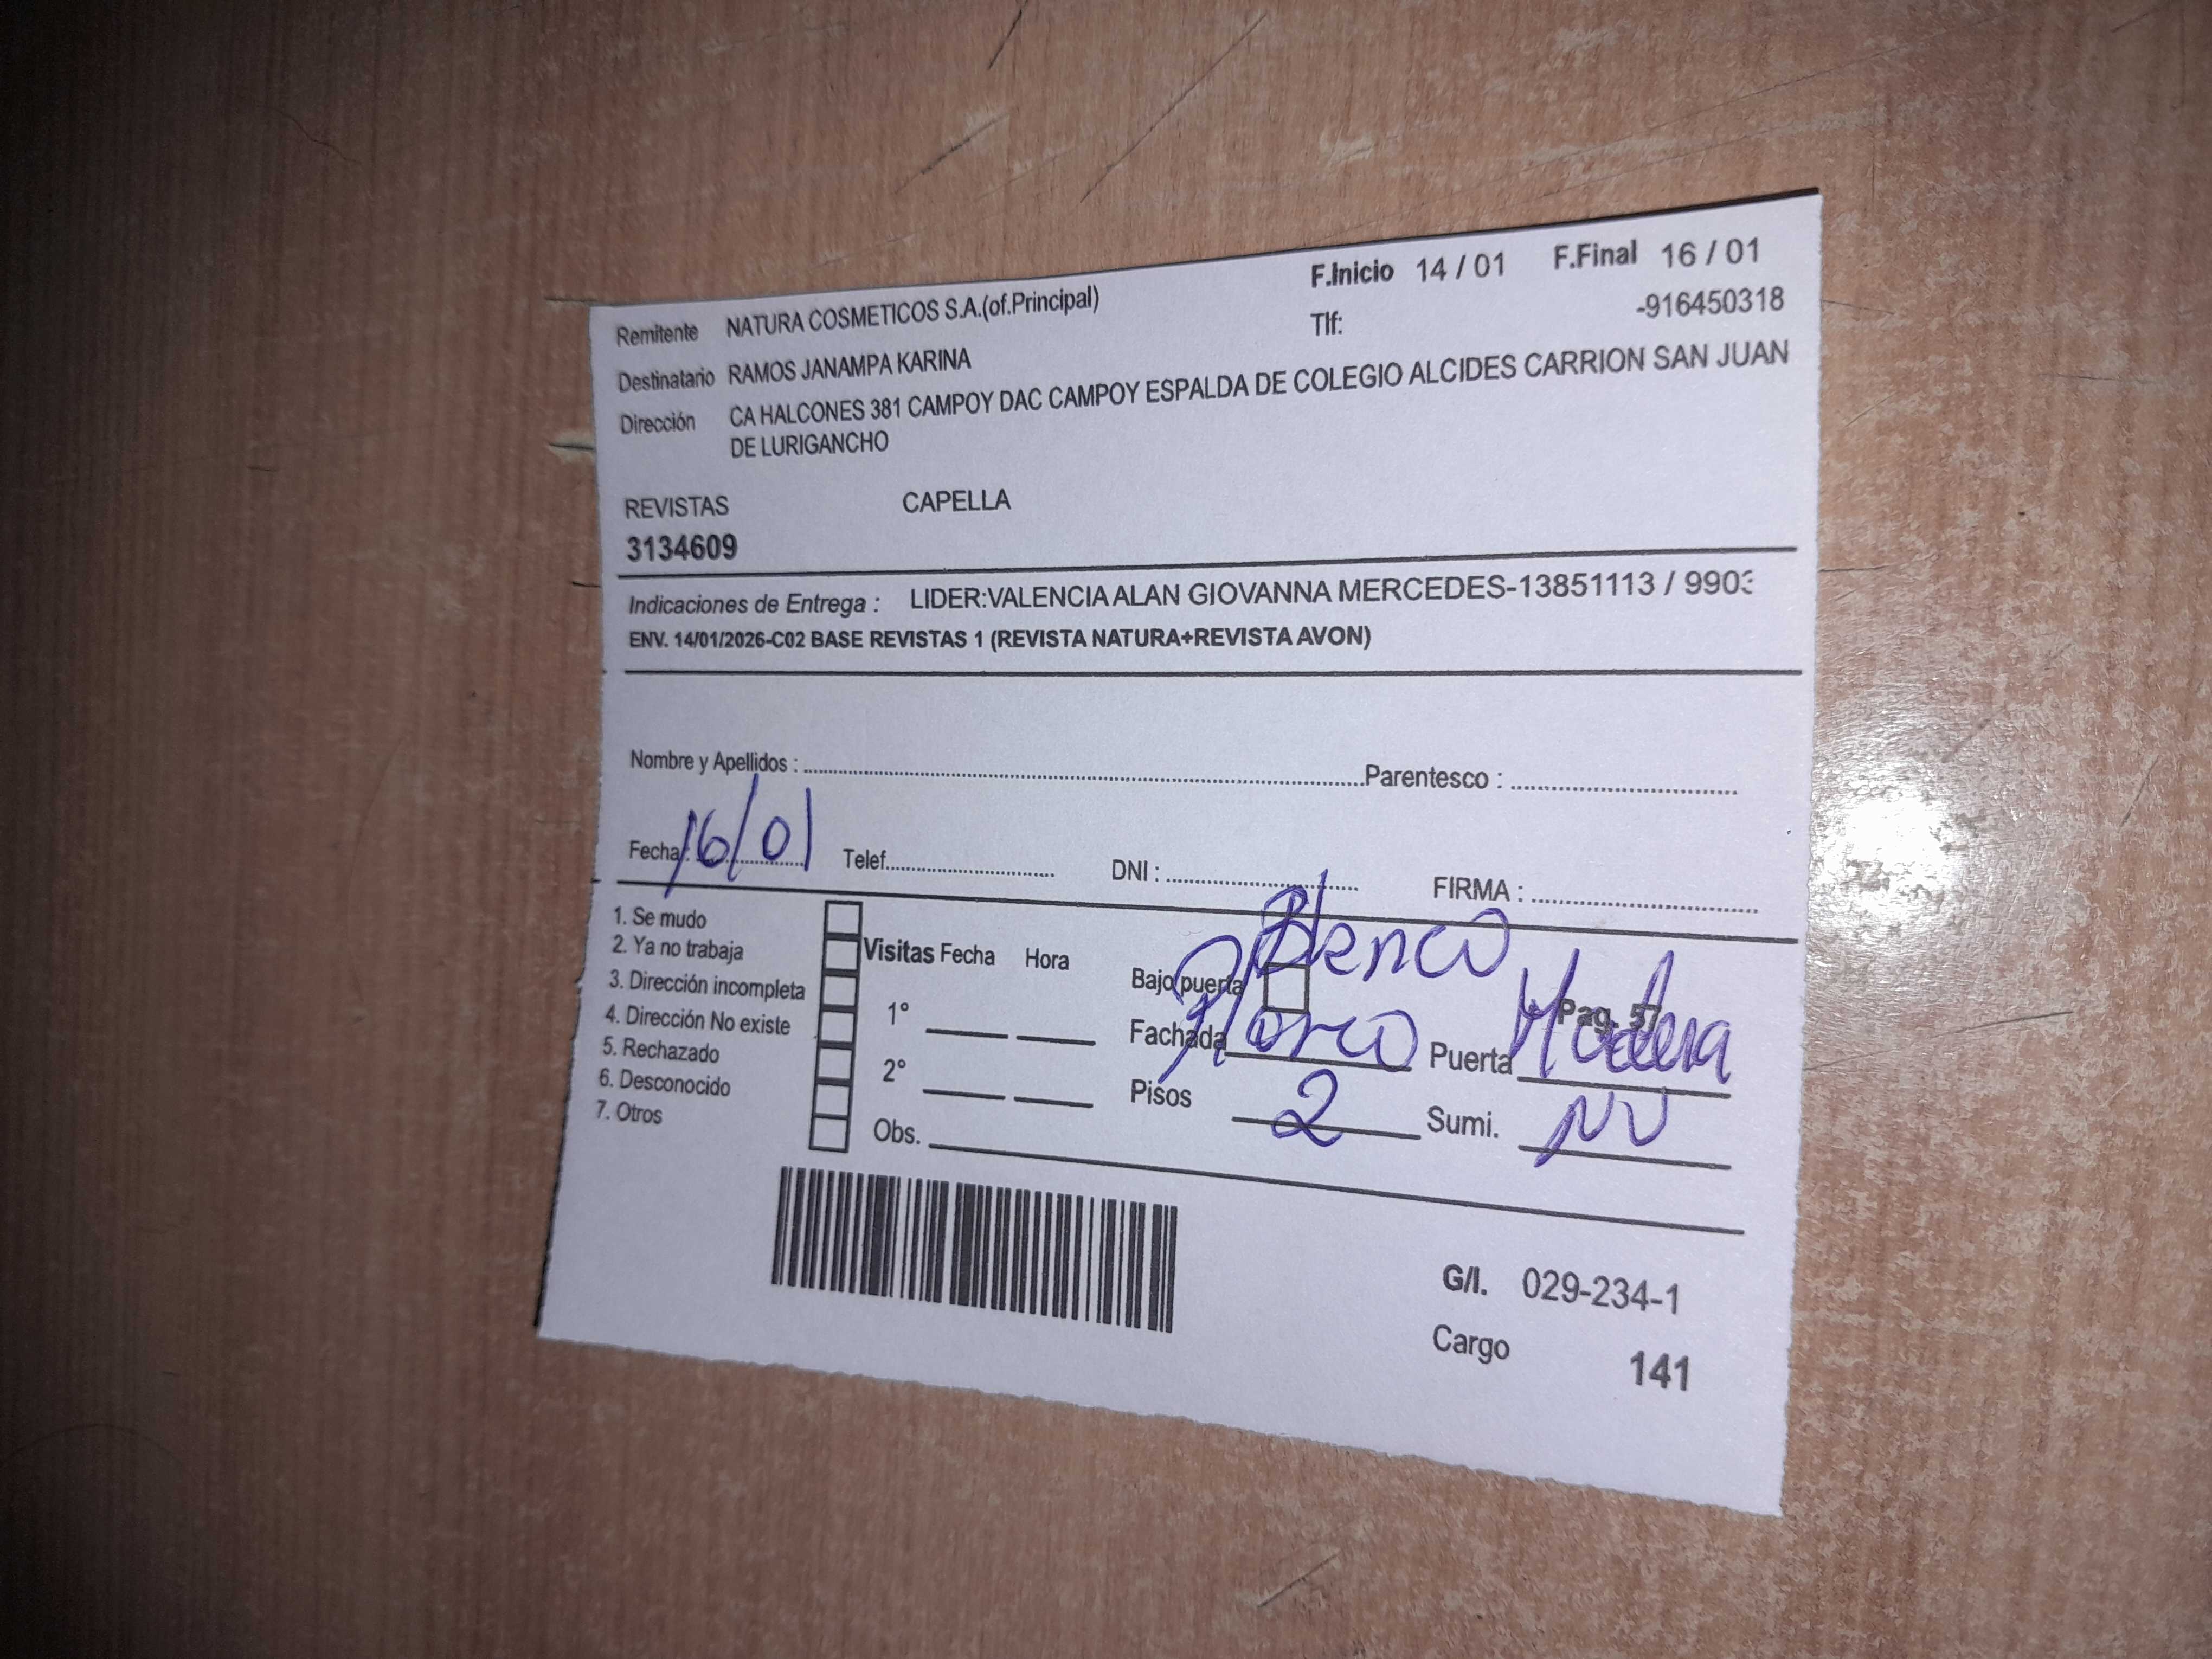 F.Inicio 14 / 01 F.Final 16 / 01
Remitente NATURA COSMETICOS S.A.(of.Principal) Tlf: -916450318
Destinatario RAMOS JANAMPA KARINA
Dirección CA HALCONES 381 CAMPOY DAC CAMPOY ESPALDA DE COLEGIO ALCIDES CARRION SAN JUAN
DE LURIGANCHO
REVISTAS CAPELLA
3134609
Indicaciones de Entrega : LIDER:VALENCIA ALAN GIOVANNA MERCEDES-13851113 / 9903
ENV. 14/01/2026-C02 BASE REVISTAS 1 (REVISTA NATURA+REVISTA AVON)
Nombre y Apellidos : Parentesco :
Fecha: 16/01 Telef. DNI : FIRMA :
1. Se mudo
2. Ya no trabaja
3. Dirección incompleta
4. Dirección No existe
5. Rechazado
6. Desconocido
7. Otros
Visitas Fecha Hora
1°
2°
Obs.
Blenco
Bajo puerta Pag. 57
Fachada Puerta Madera
Pisos 2 Sumi. NV
G/I. 029-234-1
Cargo 141